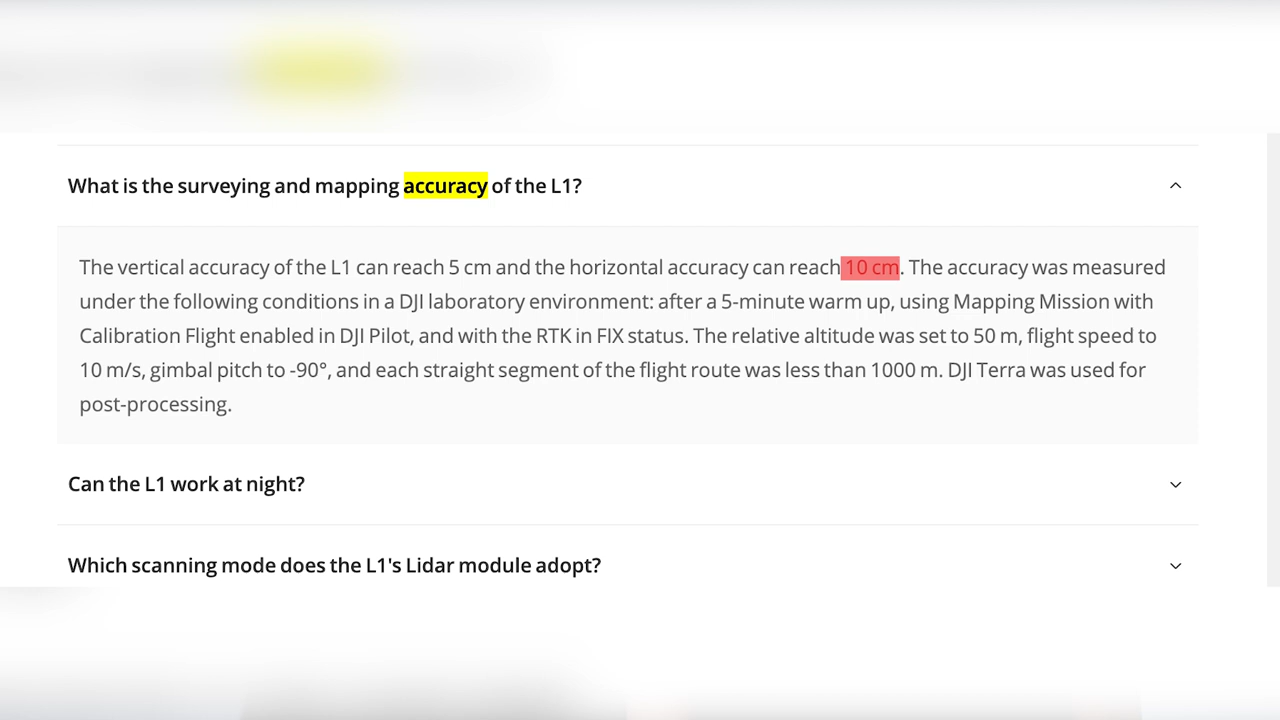 What is the surveying and mapping accuracy of the L1?
The vertical accuracy of the L1 can reach 5 cm and the horizontal accuracy can reach 10 cm. The accuracy was measured
under the following conditions in a DJI laboratory environment: after a 5-minute warm up, using Mapping Mission with
Calibration Flight enabled in DJI Pilot, and with the RTK in FIX status. The relative altitude was set to 50 m, flight speed to
10 m/s, gimbal pitch to -90°, and each straight segment of the flight route was less than 1000 m. DJI Terra was used for
post-processing.
Can the L1 work at night?
Which scanning mode does the L1's Lidar module adopt?